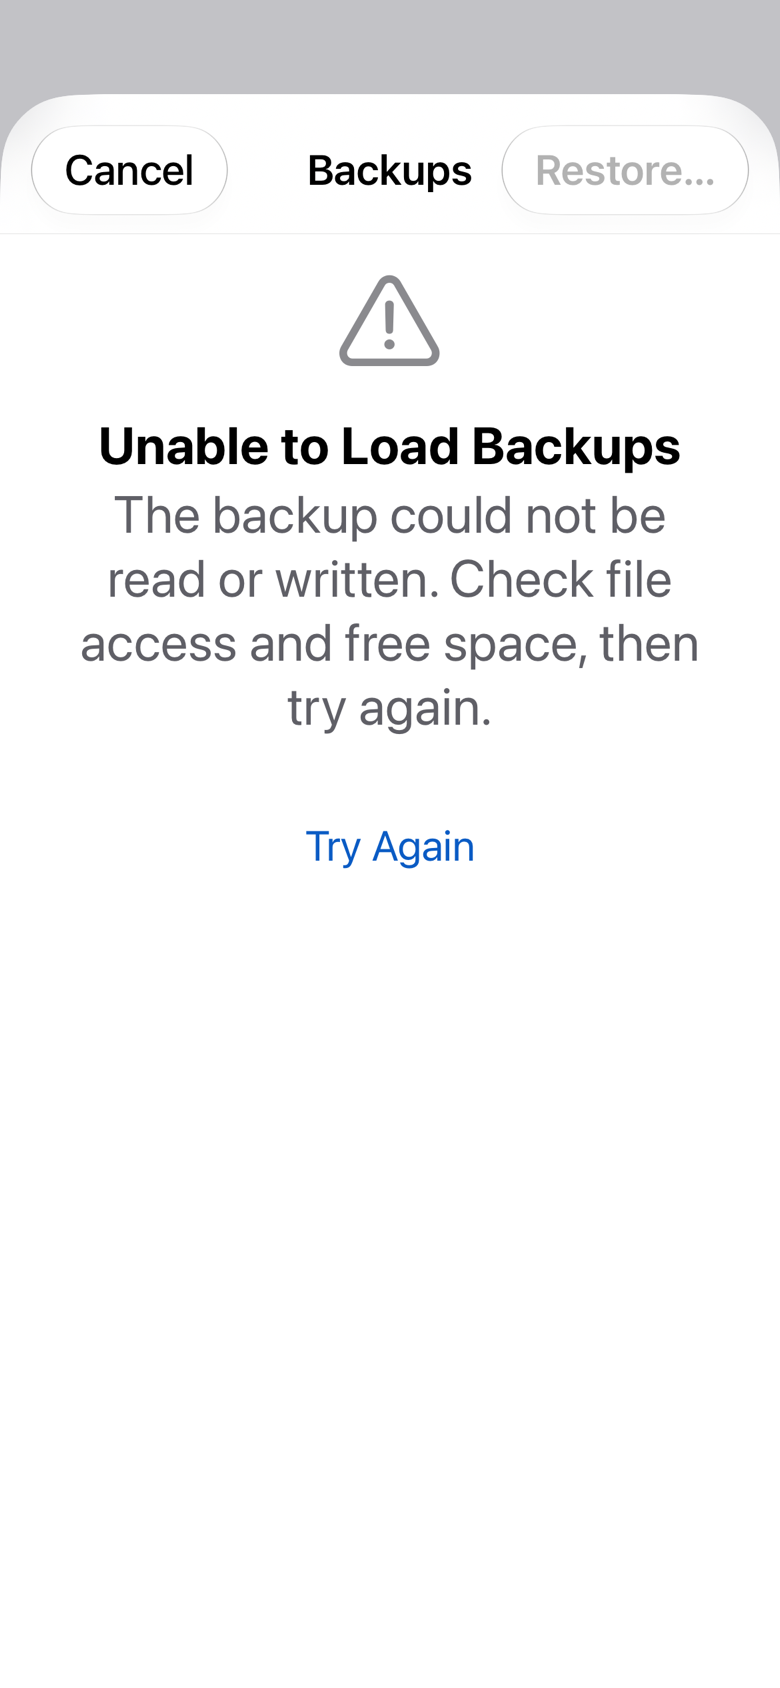 Cancel
Backups
Restore...
Unable to Load Backups
The backup could not be
read or written. Check file
access and free space, then
try again.
Try Again